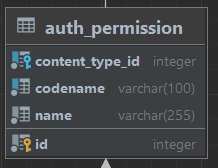 auth_permission
content_type_id integer
codename varchar(100)
name varchar(255)
id integer